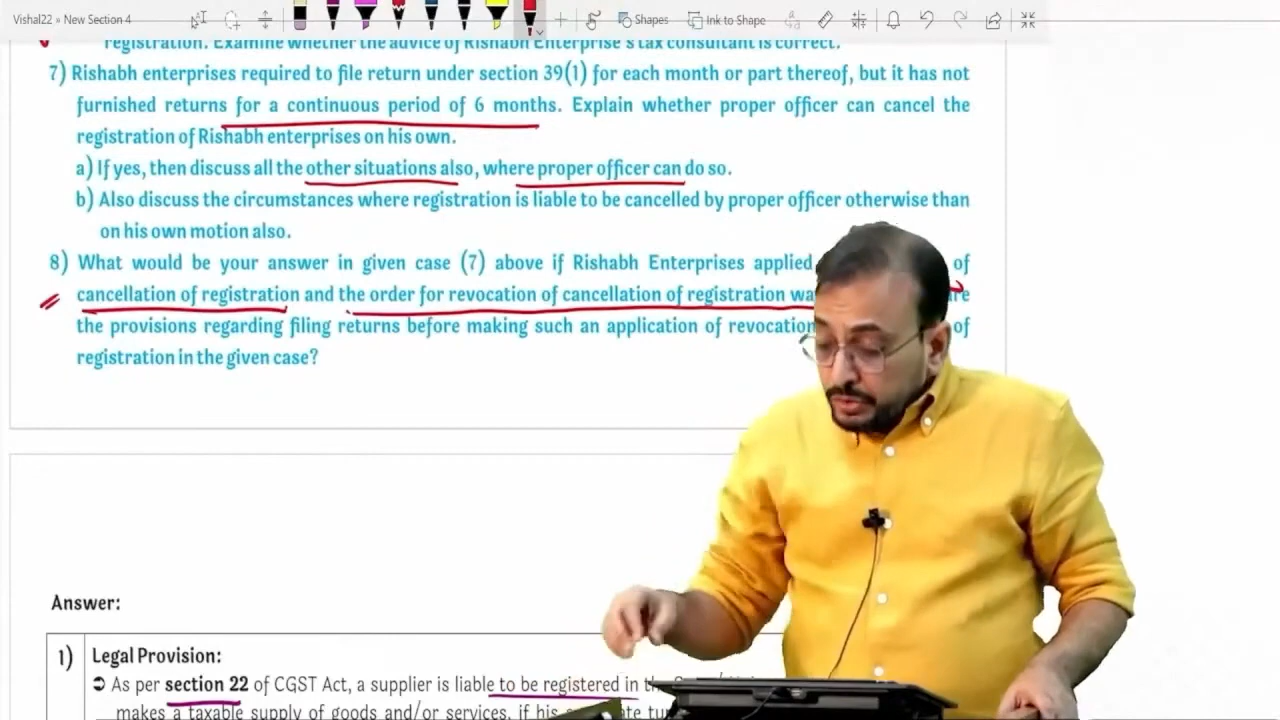 Vishal22 » New Section 4
Shapes
Ink to Shape
registration. Examine whether the advice of Rishabh Enterprise's tax consultant is correct.
7) Rishabh enterprises required to file return under section 39(1) for each month or part thereof, but it has not
furnished returns for a continuous period of 6 months. Explain whether proper officer can cancel the
registration of Rishabh enterprises on his own.
a) If yes, then discuss all the other situations also, where proper officer can do so.
b) Also discuss the circumstances where registration is liable to be cancelled by proper officer otherwise than
on his own motion also.
8) What would be your answer in given case (7) above if Rishabh Enterprises applied of
cancellation of registration and the order for revocation of cancellation of registration
the provisions regarding filing returns before making such an application of revocation of
registration in the given case?
Answer:
1) Legal Provision:
➲ As per section 22 of CGST Act, a supplier is liable to be registered in
makes a taxable supply of goods and/or services, if his